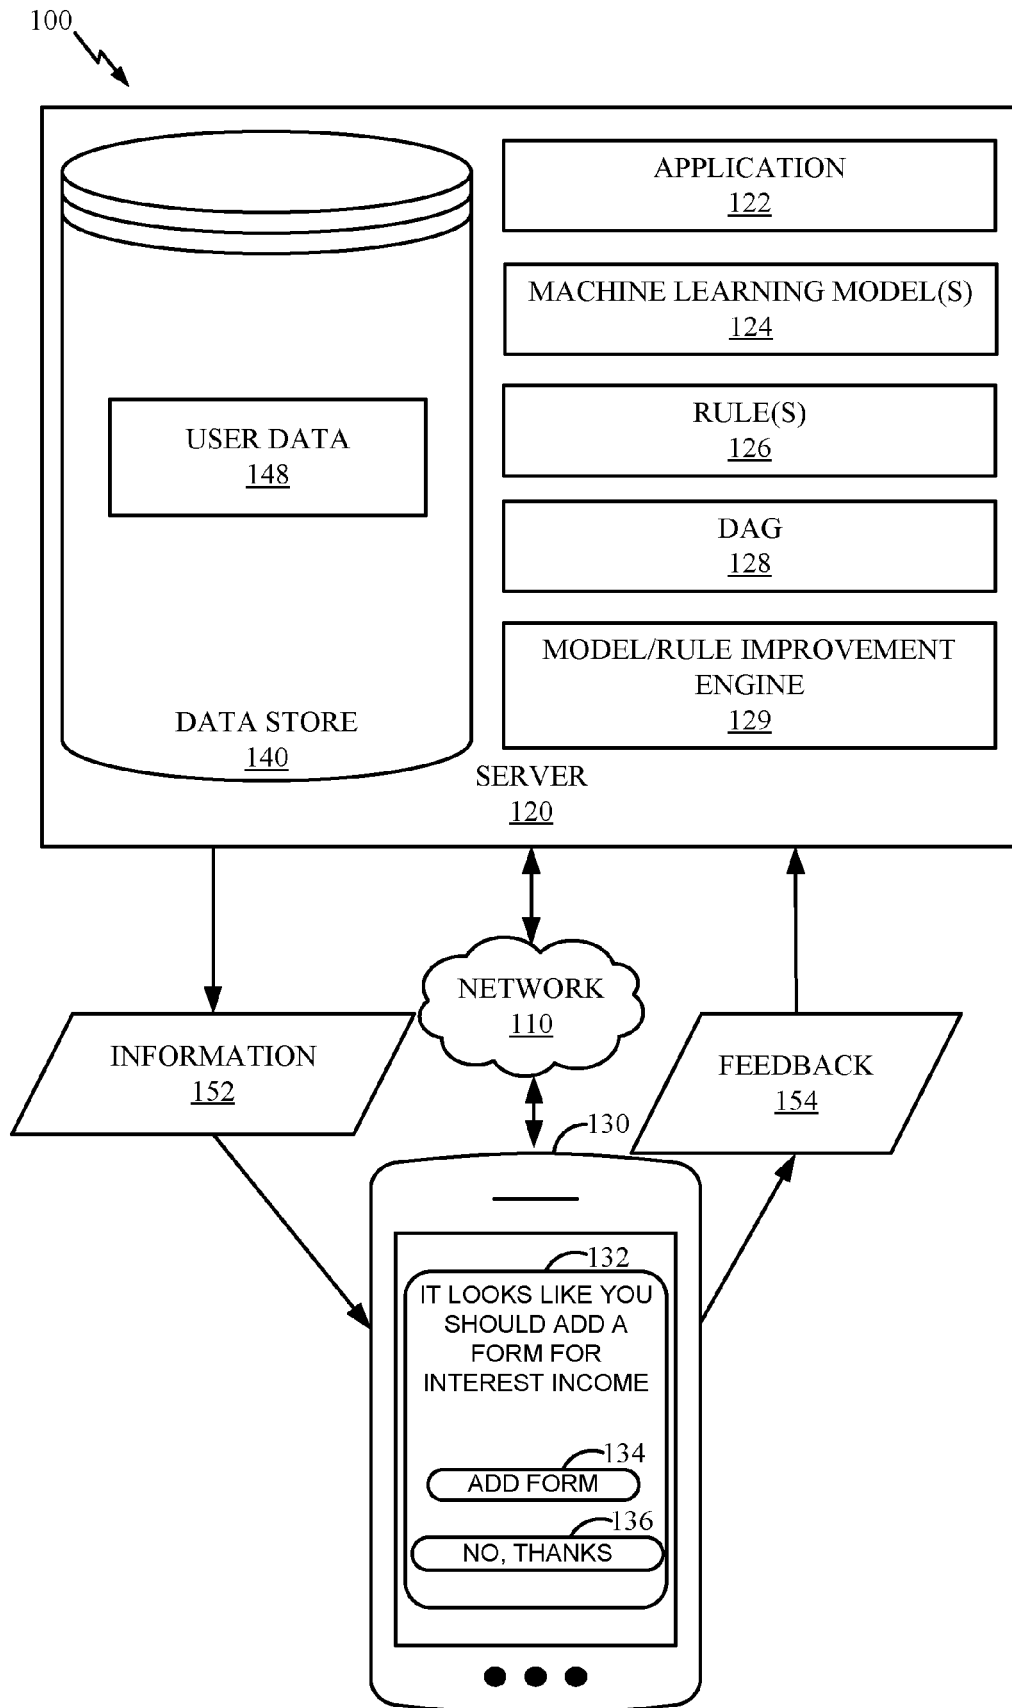 100
APPLICATION
122
MACHINE LEARNING MODEL(S)
124
RULE(S)
126
USER DATA
148
DAG
128
MODEL/RULE IMPROVEMENT
ENGINE
129
DATA STORE
140
SERVER
120
NETWORK
110
INFORMATION
152
FEEDBACK
154
130
132
IT LOOKS LIKE YOU
SHOULD ADD A
FORM FOR
INTEREST INCOME
134
ADD FORM
136
NO, THANKS